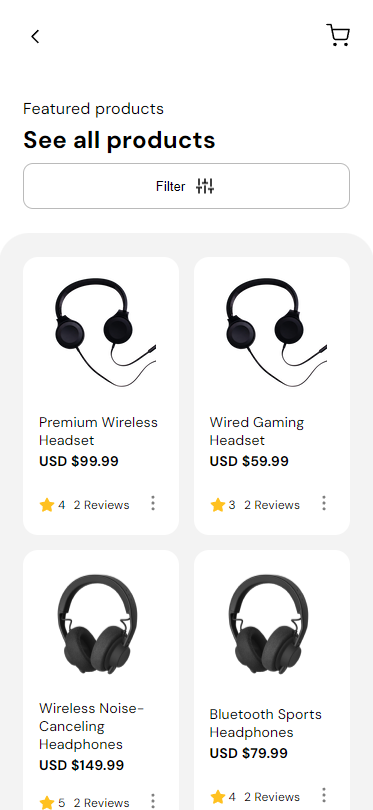 Featured products
See all products
Filter
Premium Wireless
Headset
USD $99.99
4 2 Reviews
Wired Gaming
Headset
USD $59.99
3 2 Reviews
Wireless Noise-
Canceling
Headphones
USD $149.99
5 2 Reviews
Bluetooth Sports
Headphones
USD $79.99
4 2 Reviews